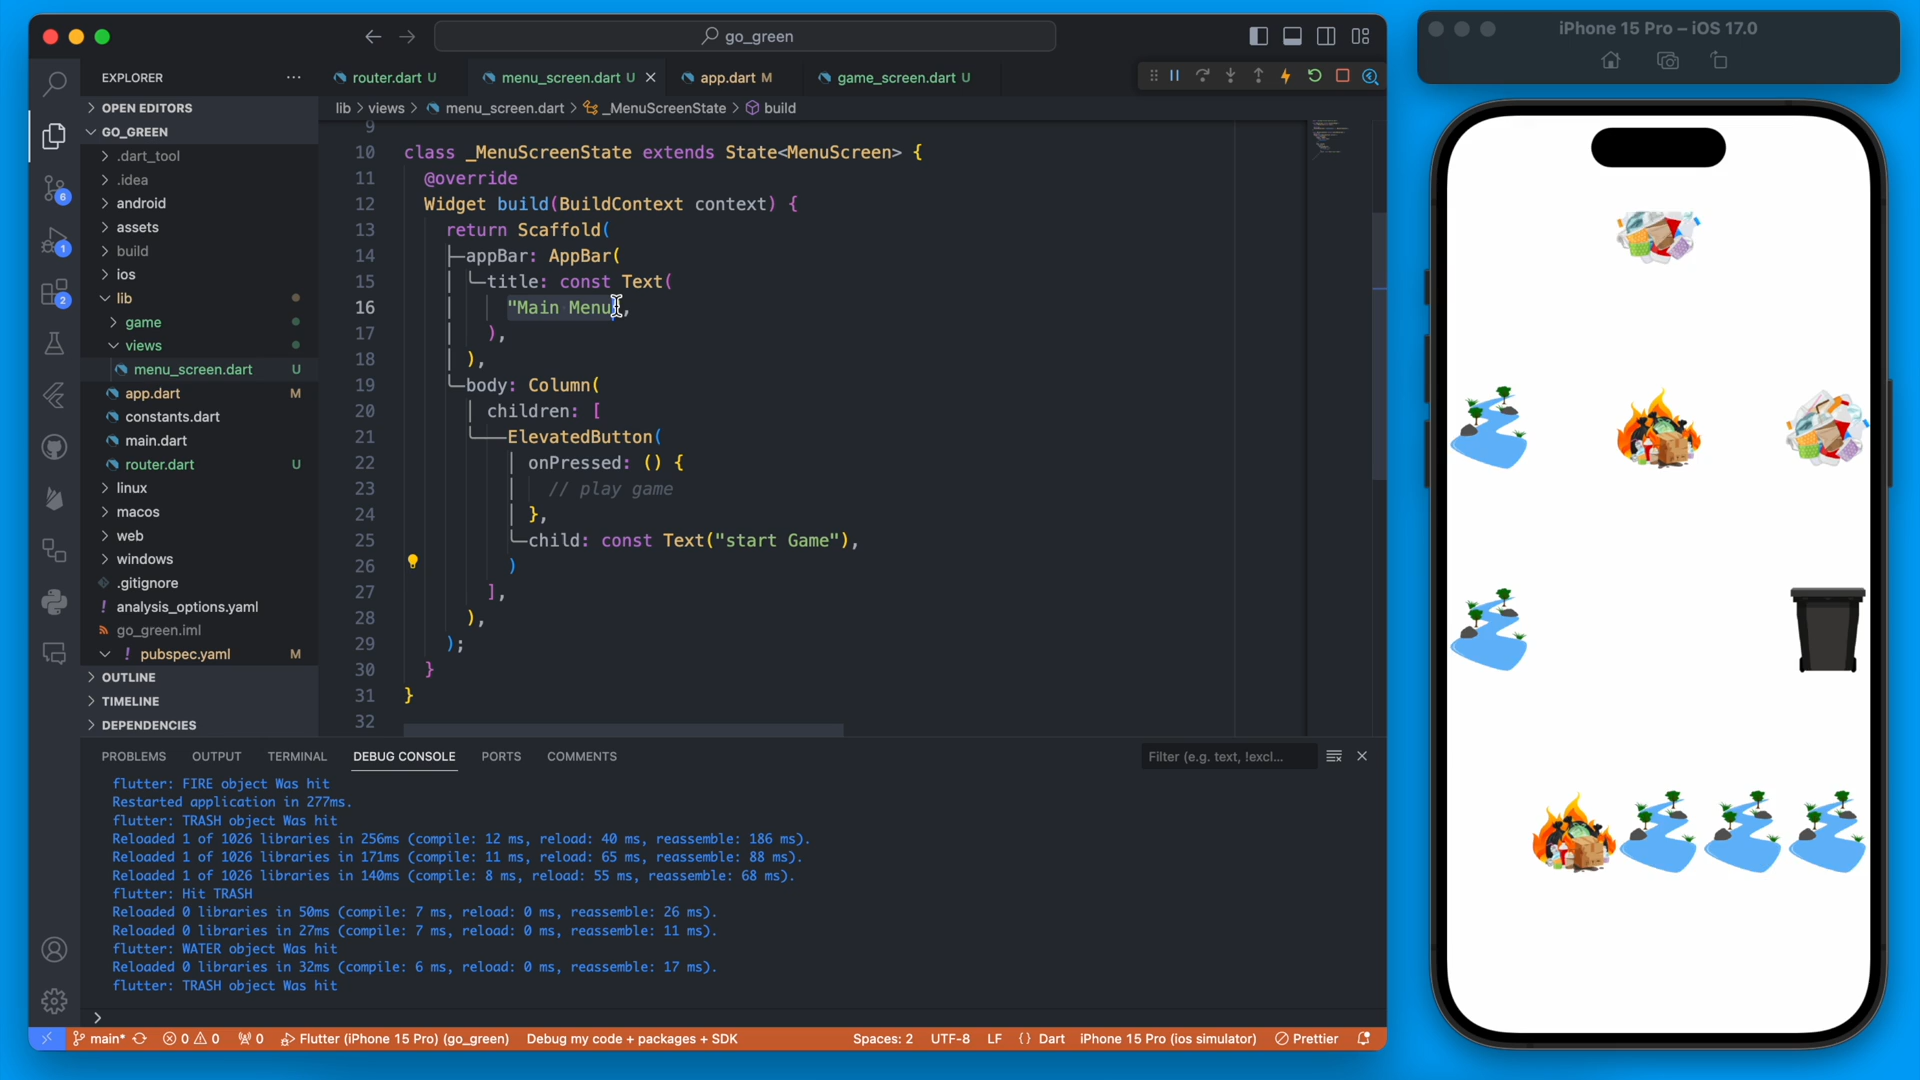 go_green
iPhone 15 Pro – iOS 17.0
EXPLORER
router.dart U
menu_screen.dart U
app.dart M
game_screen.dart U
OPEN EDITORS
lib > views > menu_screen.dart > _MenuScreenState > build
GO_GREEN
.dart_tool
.idea
android
assets
build
ios
lib
game
views
menu_screen.dart U
app.dart M
constants.dart
main.dart
router.dart U
linux
macos
web
windows
.gitignore
! analysis_options.yaml
go_green.iml
! pubspec.yaml M
OUTLINE
TIMELINE
DEPENDENCIES
6
1
2
9
10 class _MenuScreenState extends State<MenuScreen> {
11 @override
12 Widget build(BuildContext context) {
13 return Scaffold(
14 appBar: AppBar(
15 title: const Text(
16 "Main Menu",
17 ),
18 ),
19 body: Column(
20 children: [
21 ElevatedButton(
22 onPressed: () {
23 // play game
24 },
25 child: const Text("start Game"),
26 )
27 ],
28 ),
29 );
30 }
31 }
32
PROBLEMS OUTPUT TERMINAL DEBUG CONSOLE PORTS COMMENTS
Filter (e.g. text, !excl...
flutter: FIRE object Was hit
Restarted application in 277ms.
flutter: TRASH object Was hit
Reloaded 1 of 1026 libraries in 256ms (compile: 12 ms, reload: 40 ms, reassemble: 186 ms).
Reloaded 1 of 1026 libraries in 171ms (compile: 11 ms, reload: 65 ms, reassemble: 88 ms).
Reloaded 1 of 1026 libraries in 140ms (compile: 8 ms, reload: 55 ms, reassemble: 68 ms).
flutter: Hit TRASH
Reloaded 0 libraries in 50ms (compile: 7 ms, reload: 0 ms, reassemble: 26 ms).
Reloaded 0 libraries in 27ms (compile: 7 ms, reload: 0 ms, reassemble: 11 ms).
flutter: WATER object Was hit
Reloaded 0 libraries in 32ms (compile: 6 ms, reload: 0 ms, reassemble: 17 ms).
flutter: TRASH object Was hit
>
main* 0 0 0 Flutter (iPhone 15 Pro) (go_green) Debug my code + packages + SDK Spaces: 2 UTF-8 LF {} Dart iPhone 15 Pro (ios simulator) Prettier